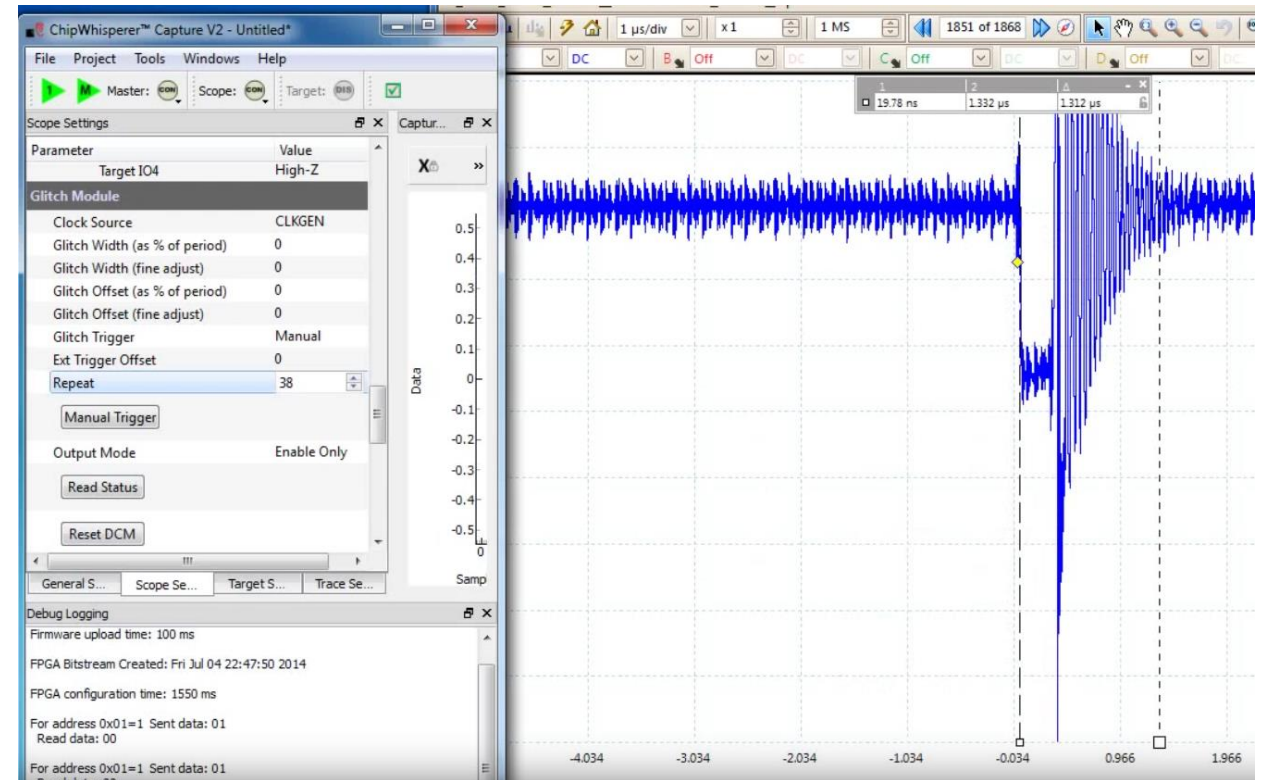 ChipWhisperer™ Capture V2 - Untitled*
File Project Tools Windows Help
1 M Master: CON Scope: CON Target: DIS
Scope Settings
Parameter Value
Target IO4 High-Z
Glitch Module
Clock Source CLKGEN
Glitch Width (as % of period) 0
Glitch Width (fine adjust) 0
Glitch Offset (as % of period) 0
Glitch Offset (fine adjust) 0
Glitch Trigger Manual
Ext Trigger Offset 0
Repeat 38
Manual Trigger
Output Mode Enable Only
Read Status
Reset DCM
General S... Scope Se... Target S... Trace Se...
Debug Logging
Firmware upload time: 100 ms
FPGA Bitstream Created: Fri Jul 04 22:47:50 2014
FPGA configuration time: 1550 ms
For address 0x01=1 Sent data: 01
Read data: 00
For address 0x01=1 Sent data: 01
Captur...
X »
0.5
0.4
0.3
0.2
0.1
0
-0.1
-0.2
-0.3
-0.4
-0.5
Data
0
Samp
1 µs/div x 1 1 MS 1851 of 1868
DC B Off DC C Off DC D Off DC
1 2 Δ
19.78 ns 1.332 µs 1.312 µs
-4.034 -3.034 -2.034 -1.034 -0.034 0.966 1.966